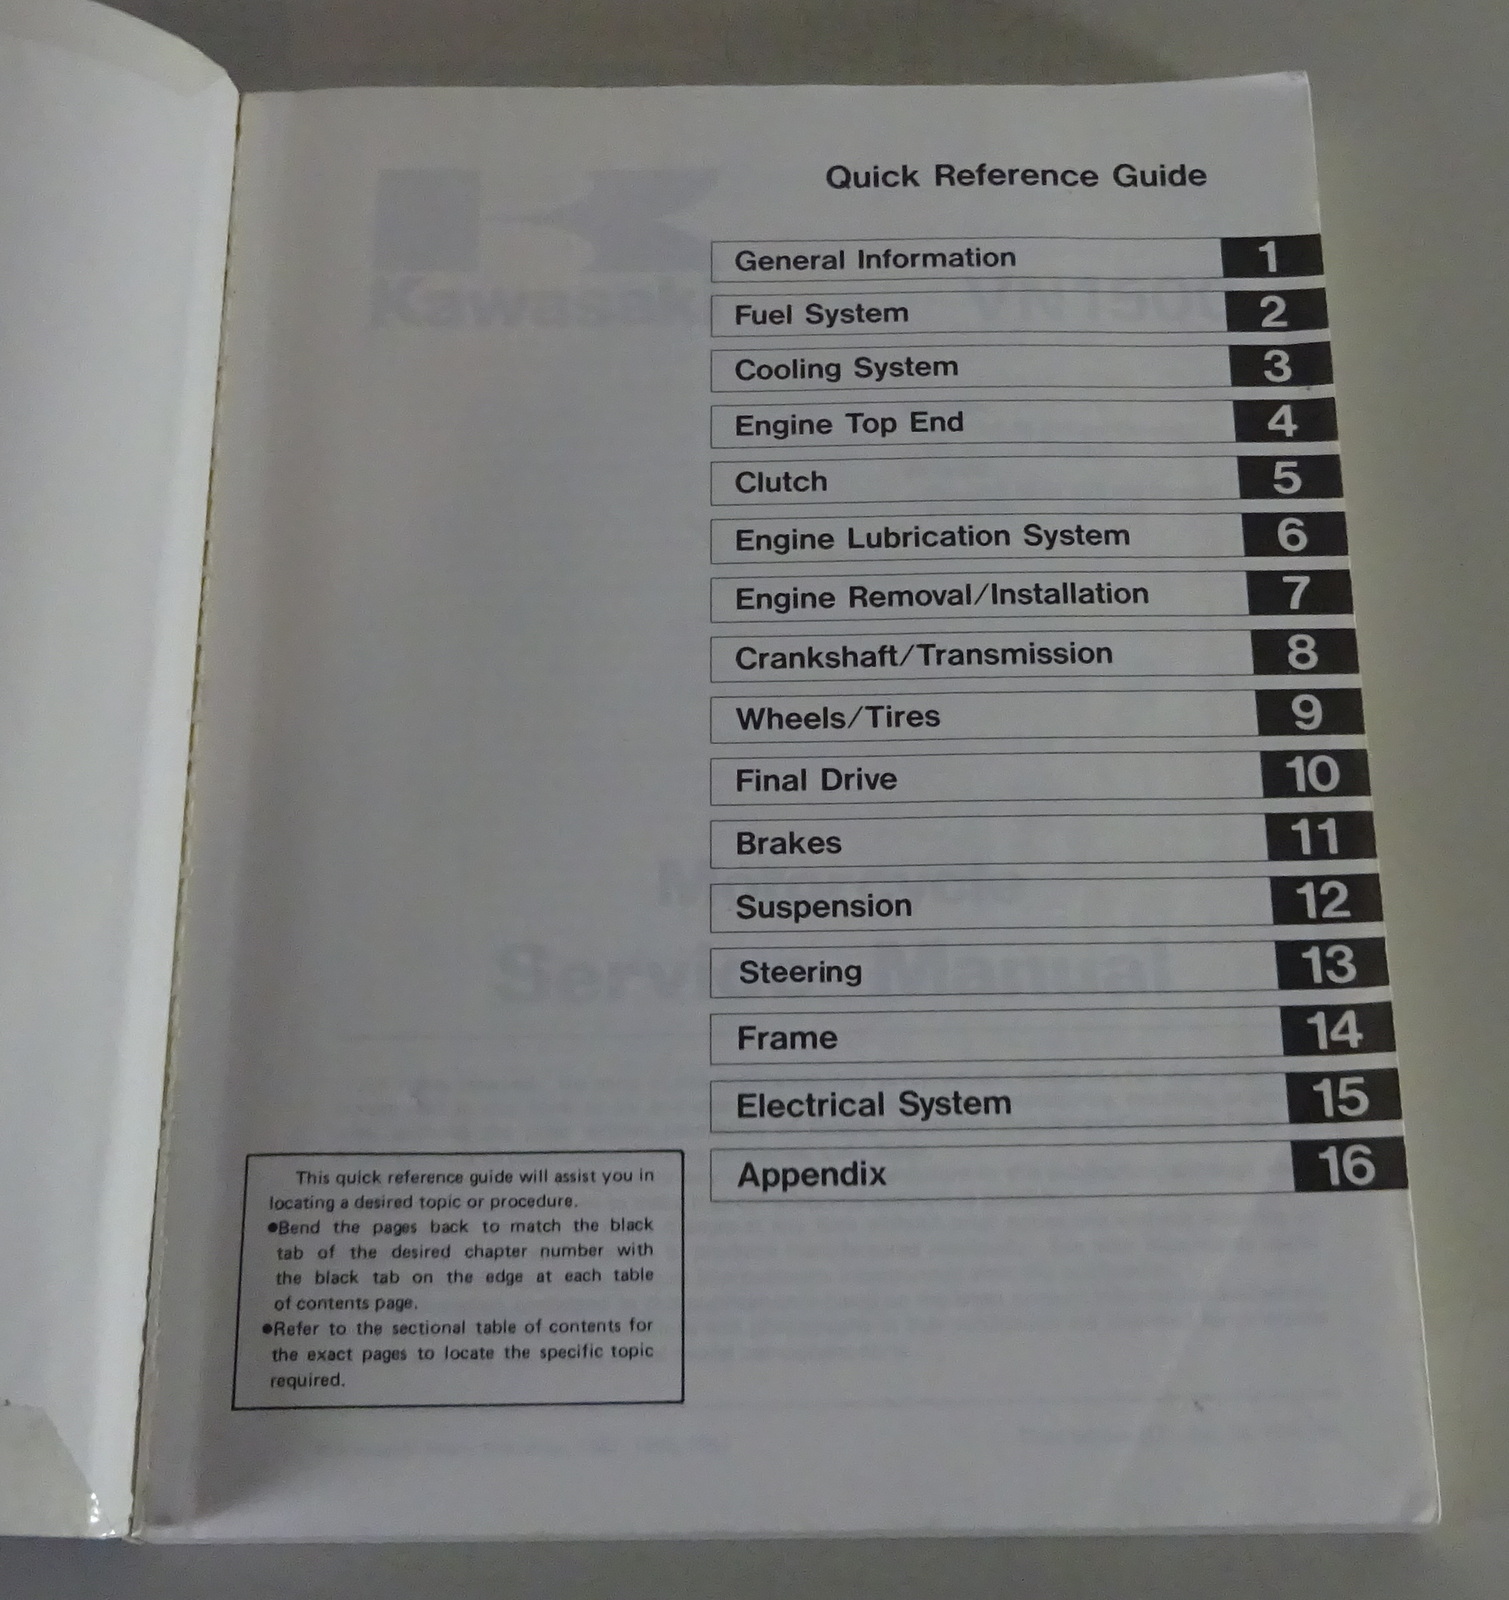 Quick Reference Guide
General Information 1
Fuel System 2
Cooling System 3
Engine Top End 4
Clutch 5
Engine Lubrication System 6
Engine Removal/Installation 7
Crankshaft/Transmission 8
Wheels/Tires 9
Final Drive 10
Brakes 11
Suspension 12
Steering 13
Frame 14
Electrical System 15
Appendix 16
This quick reference guide will assist you in
locating a desired topic or procedure.
●Bend the pages back to match the black
tab of the desired chapter number with
the black tab on the edge at each table
of contents page.
●Refer to the sectional table of contents for
the exact pages to locate the specific topic
required.
Kawasaki
VN1500
Motorcycle
Service Manual